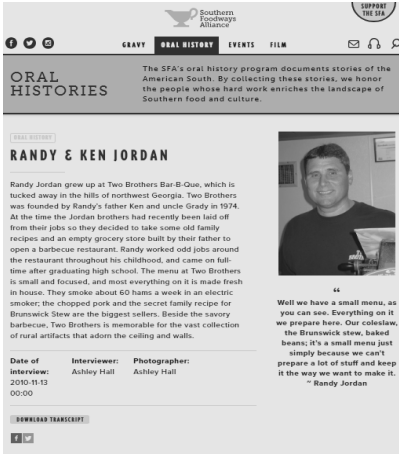 Southern
Foodways
Alliance
SUPPORT
THE SFA
GRAVY ORAL HISTORY EVENTS FILM
ORAL
HISTORIES
The SFA's oral history program documents stories of the
American South. By collecting these stories, we honor
the people whose hard work enriches the landscape of
Southern food and culture.
ORAL HISTORY
RANDY & KEN JORDAN
Randy Jordan grew up at Two Brothers Bar-B-Que, which is
tucked away in the hills of northwest Georgia. Two Brothers
was founded by Randy's father Ken and uncle Grady in 1974.
At the time the Jordan brothers had recently been laid off
from their jobs so they decided to take some old family
recipes and an empty grocery store built by their father to
open a barbecue restaurant. Randy worked odd jobs around
the restaurant throughout his childhood, and came on full-
time after graduating high school. The menu at Two Brothers
is small and focused, and most everything on it is made fresh
in house. They smoke about 60 hams a week in an electric
smoker; the chopped pork and the secret family recipe for
Brunswick Stew are the biggest sellers. Beside the savory
barbecue, Two Brothers is memorable for the vast collection
of rural artifacts that adorn the ceiling and walls.
Date of
interview:
2010-11-13
00:00
Interviewer:
Ashley Hall
Photographer:
Ashley Hall
DOWNLOAD TRANSCRIPT
“
Well we have a small menu, as
you can see. Everything on it
we prepare here. Our coleslaw,
the Brunswick stew, baked
beans; it's a small menu just
simply because we can't
prepare a lot of stuff and keep
it the way we want to make it.
~ Randy Jordan